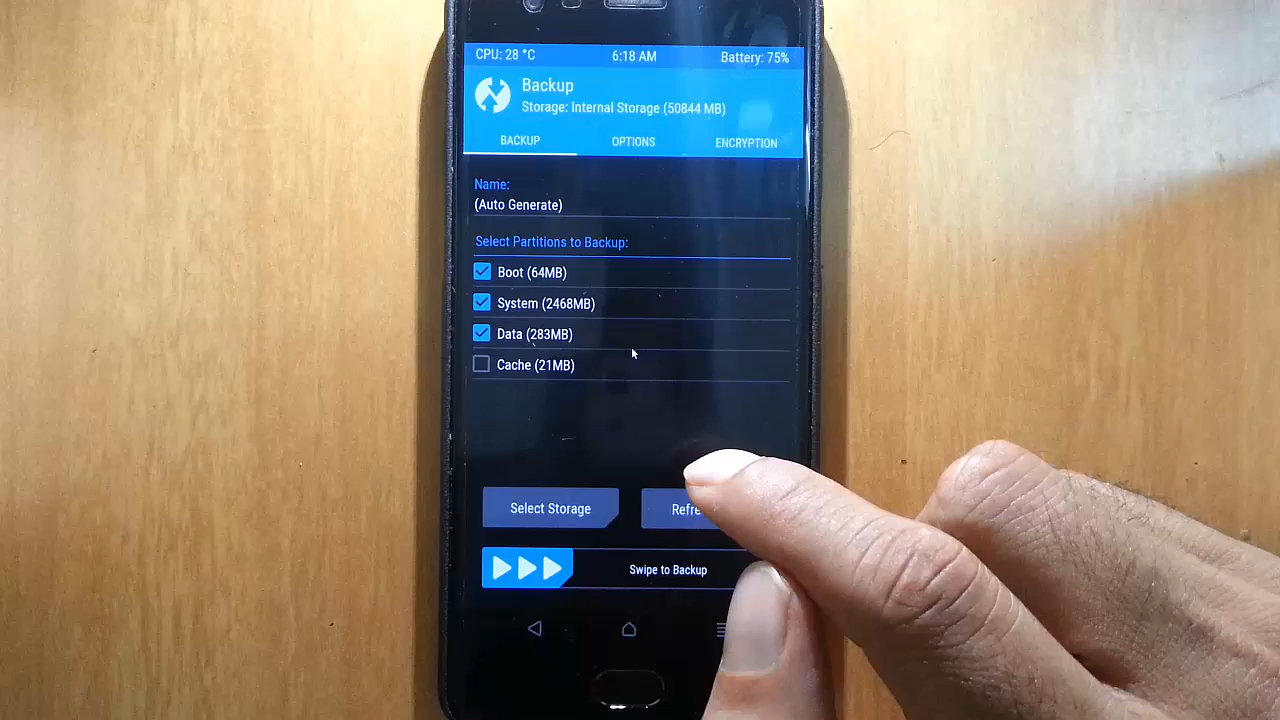 CPU: 28 °C 6:18 AM Battery: 75%
Backup
Storage: Internal Storage (50844 MB)
BACKUP OPTIONS ENCRYPTION
Name:
(Auto Generate)
Select Partitions to Backup:
Boot (64MB)
System (2468MB)
Data (283MB)
Cache (21MB)
Select Storage
Swipe to Backup